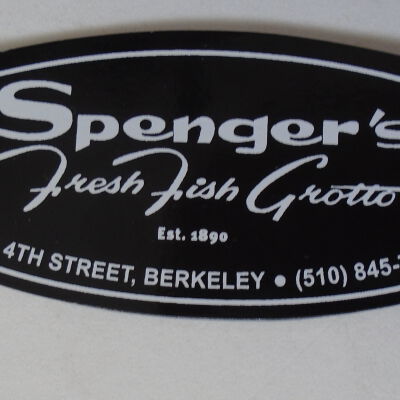 Spenger's
Fresh Fish Grotto
Est. 1890
4TH STREET, BERKELEY • (510) 845-